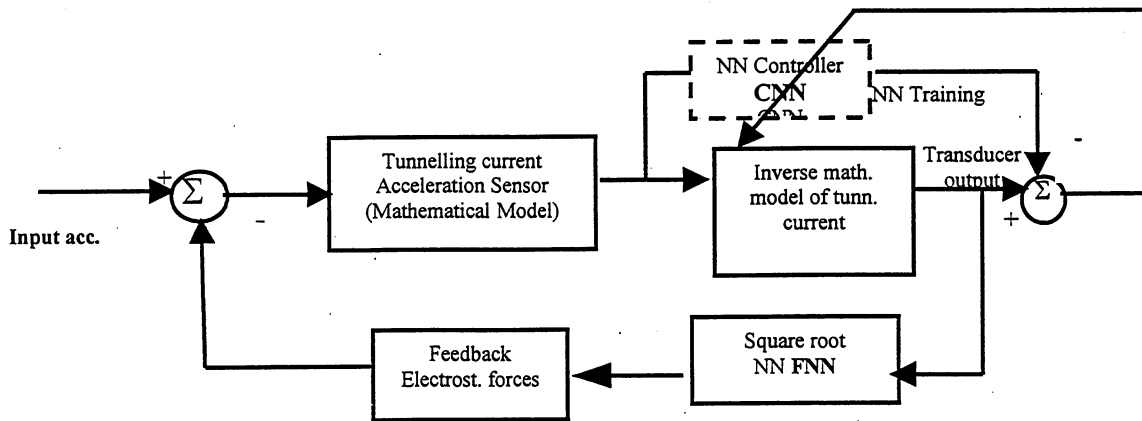 NN Controller
CNN
NN Training
Tunnelling current
Acceleration Sensor
(Mathematical Model)
Inverse math.
model of tunn.
current
Transducer
output
+
Σ
-
Input acc.
-
+
Σ
Feedback
Electrost. forces
Square root
NN FNN